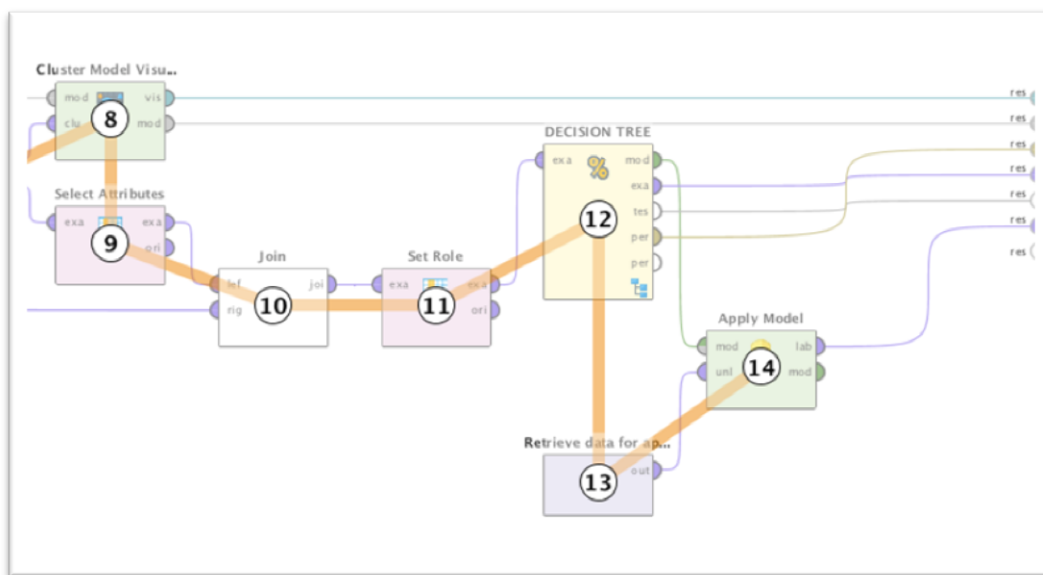 Cluster Model Visu...
mod
vis
clu
mod
8
Select Attributes
exa
exa
ori
9
Join
lef
joi
rig
10
Set Role
exa
exa
ori
11
DECISION TREE
exa
mod
exa
tes
per
per
%
12
Retrieve data for ap...
out
13
Apply Model
mod
lab
unl
mod
14
res
res
res
res
res
res
res